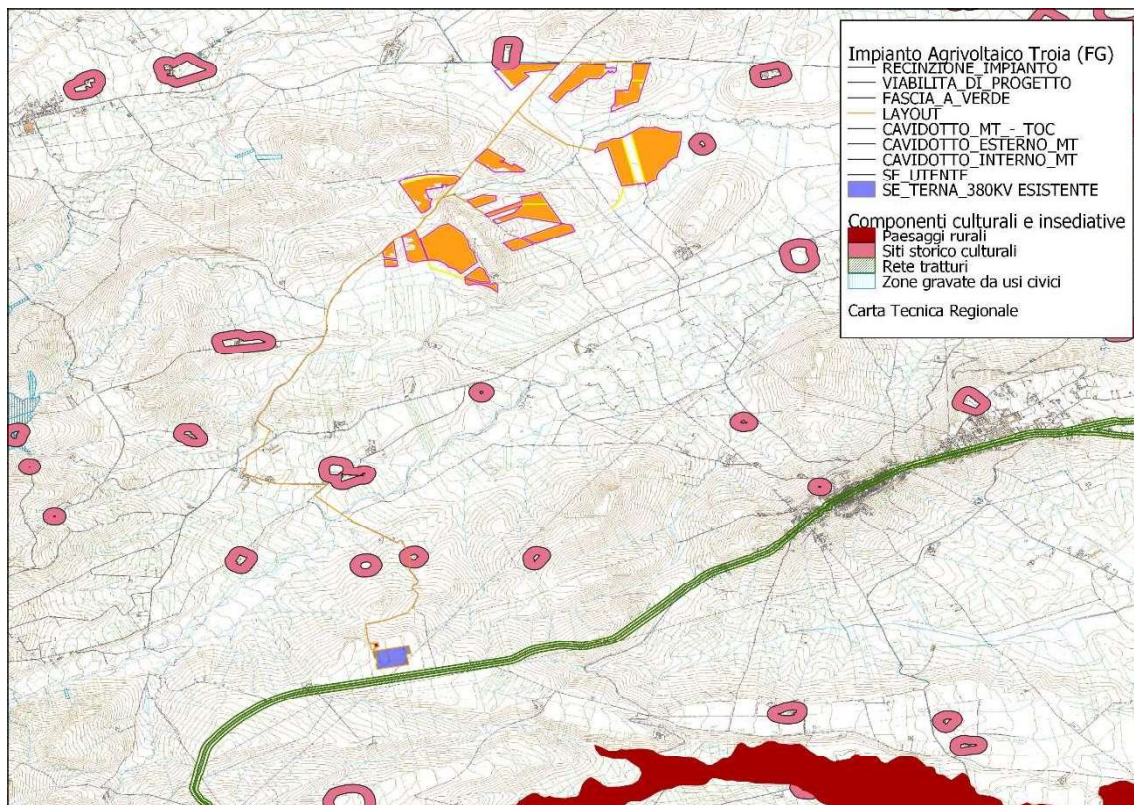 Impianto Agrivoltaico Troia (FG)
RECINZIONE_IMPIANTO
VIABILITA_DI_PROGETTO
FASCIA_A_VERDE
LAYOUT
CAVIDOTTO_MT_-_TOC
CAVIDOTTO_ESTERNO_MT
CAVIDOTTO_INTERNO_MT
SE_UTENTE
SE_TERNA_380KV ESISTENTE
Componenti culturali e insediative
Paesaggi rurali
Siti storico culturali
Rete tratturi
Zone gravate da usi civici
Carta Tecnica Regionale